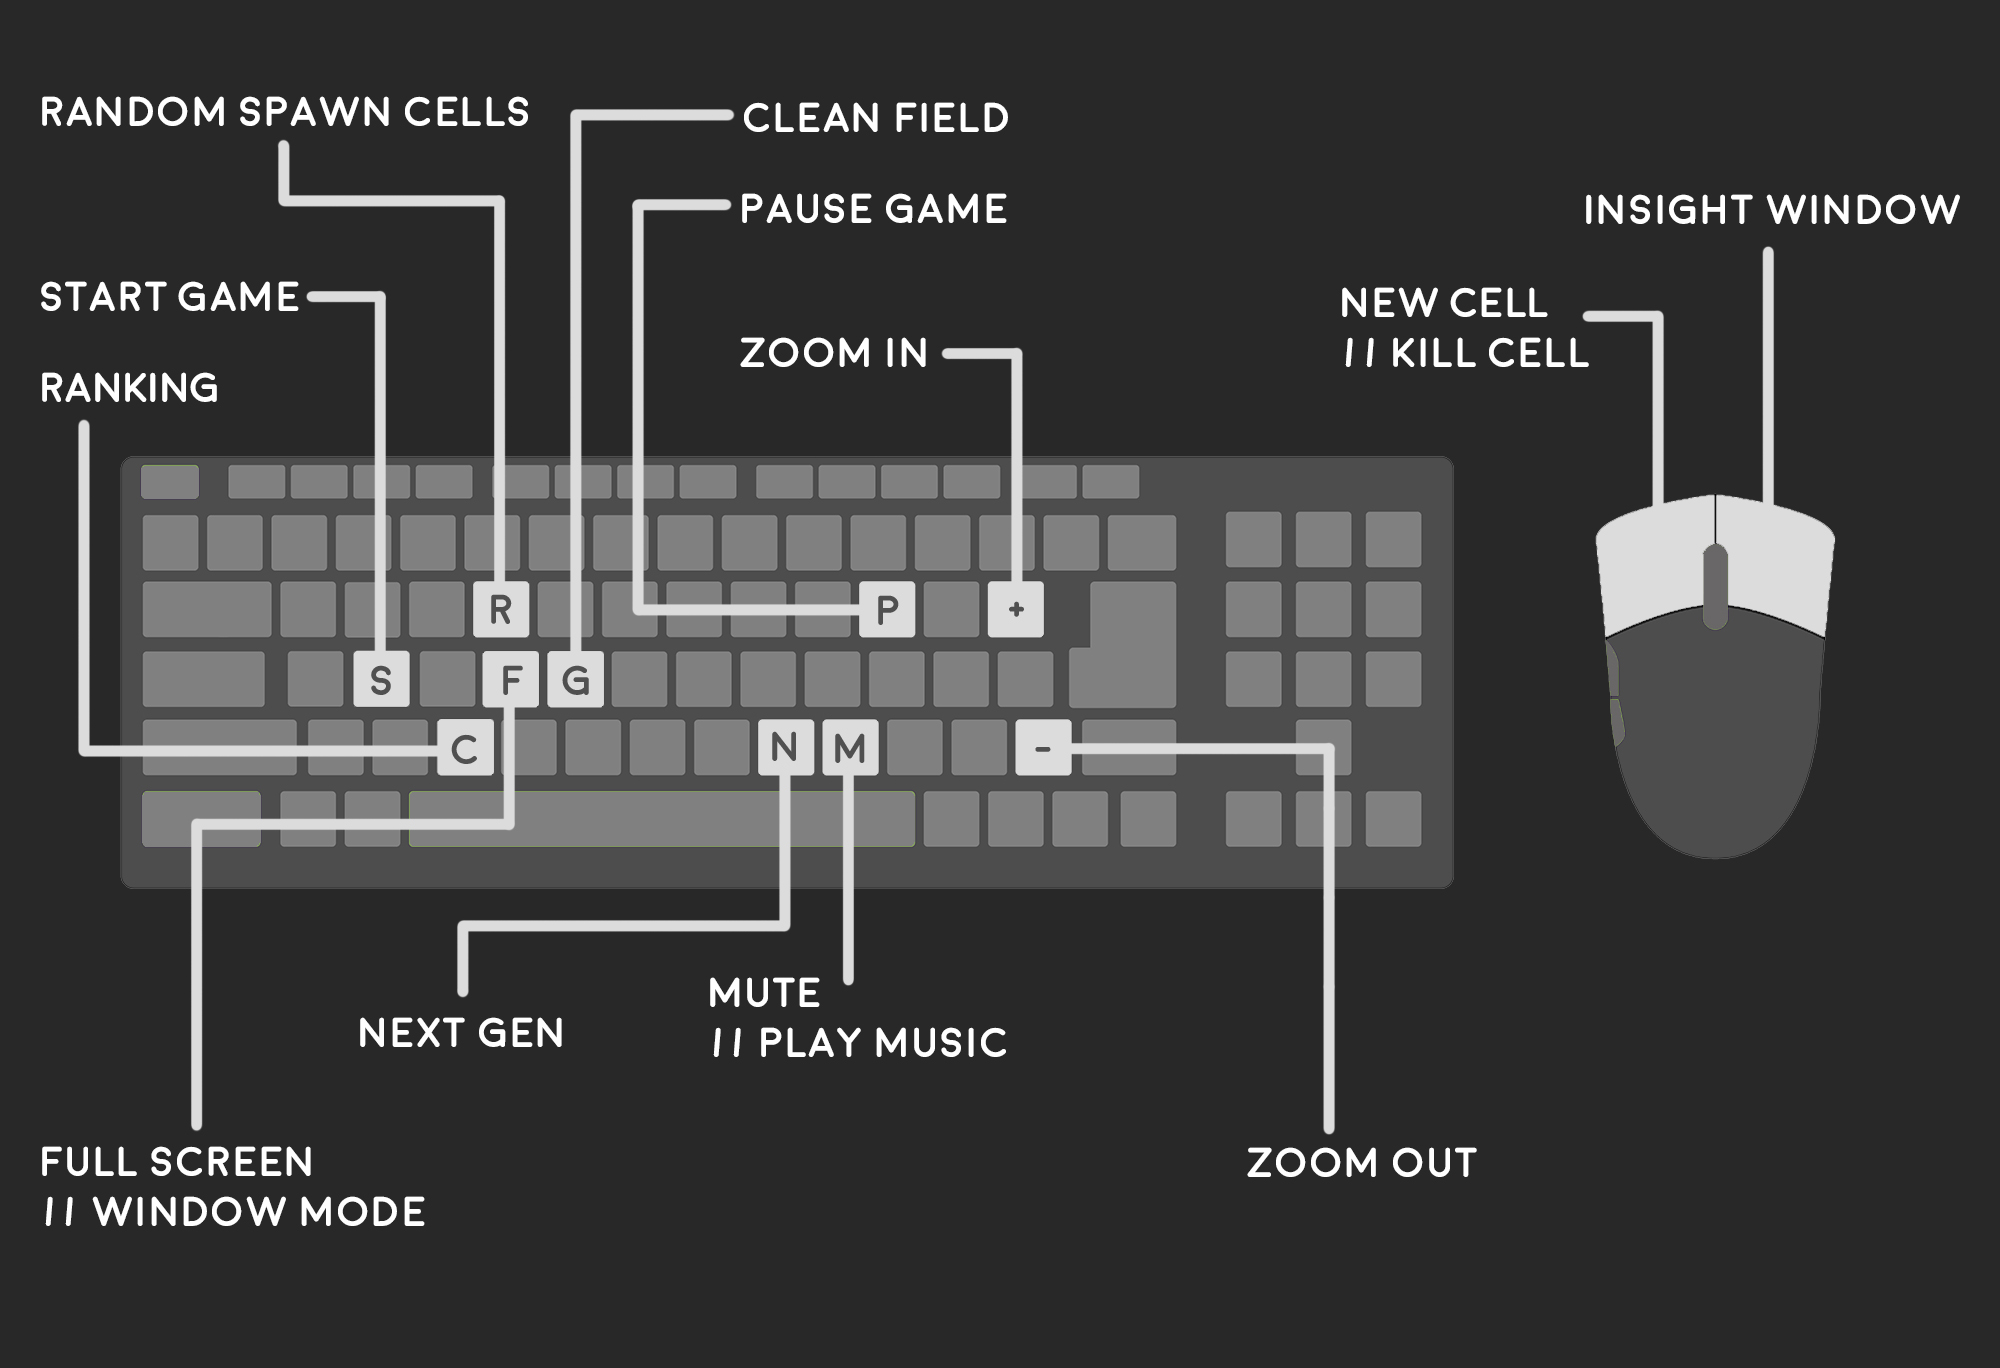 RANDOM SPAWN CELLS
CLEAN FIELD
PAUSE GAME
INSIGHT WINDOW
START GAME
NEW CELL
// KILL CELL
ZOOM IN
RANKING
R
P
+
S
F
G
C
N
M
-
NEXT GEN
MUTE
// PLAY MUSIC
FULL SCREEN
// WINDOW MODE
ZOOM OUT